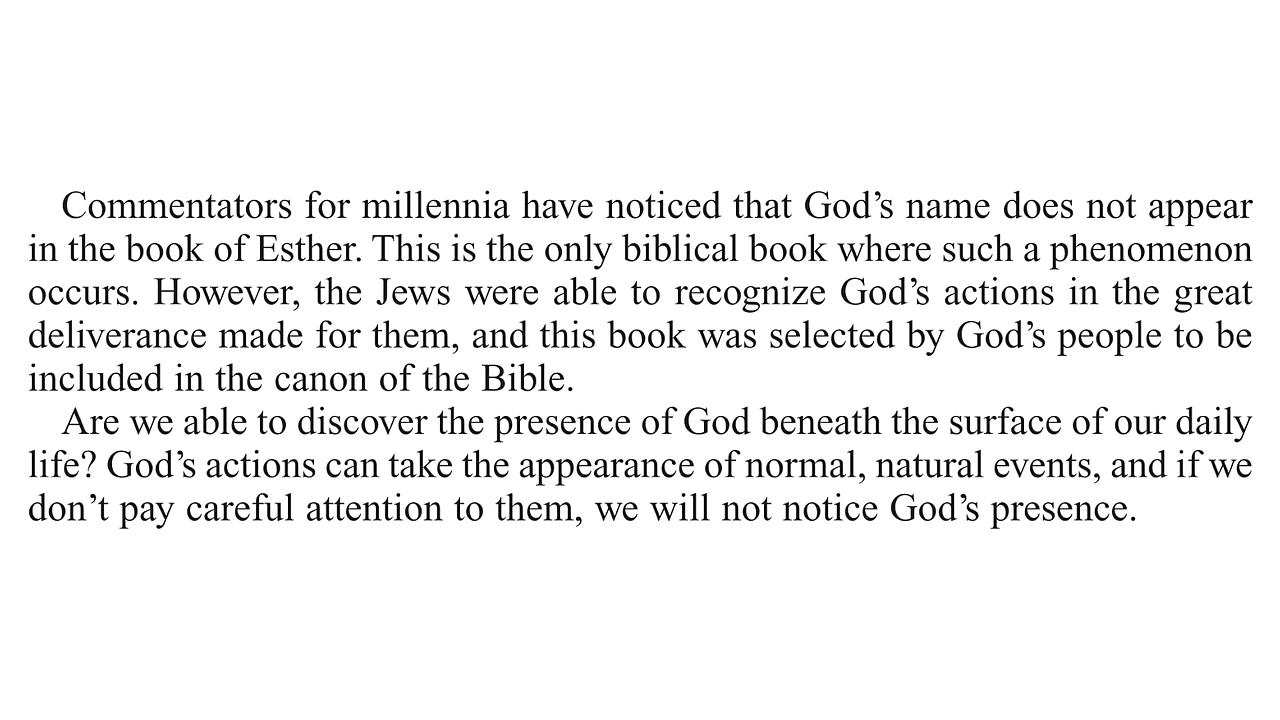 Commentators for millennia have noticed that God’s name does not appear
in the book of Esther. This is the only biblical book where such a phenomenon
occurs. However, the Jews were able to recognize God’s actions in the great
deliverance made for them, and this book was selected by God’s people to be
included in the canon of the Bible.
Are we able to discover the presence of God beneath the surface of our daily
life? God’s actions can take the appearance of normal, natural events, and if we
don’t pay careful attention to them, we will not notice God’s presence.